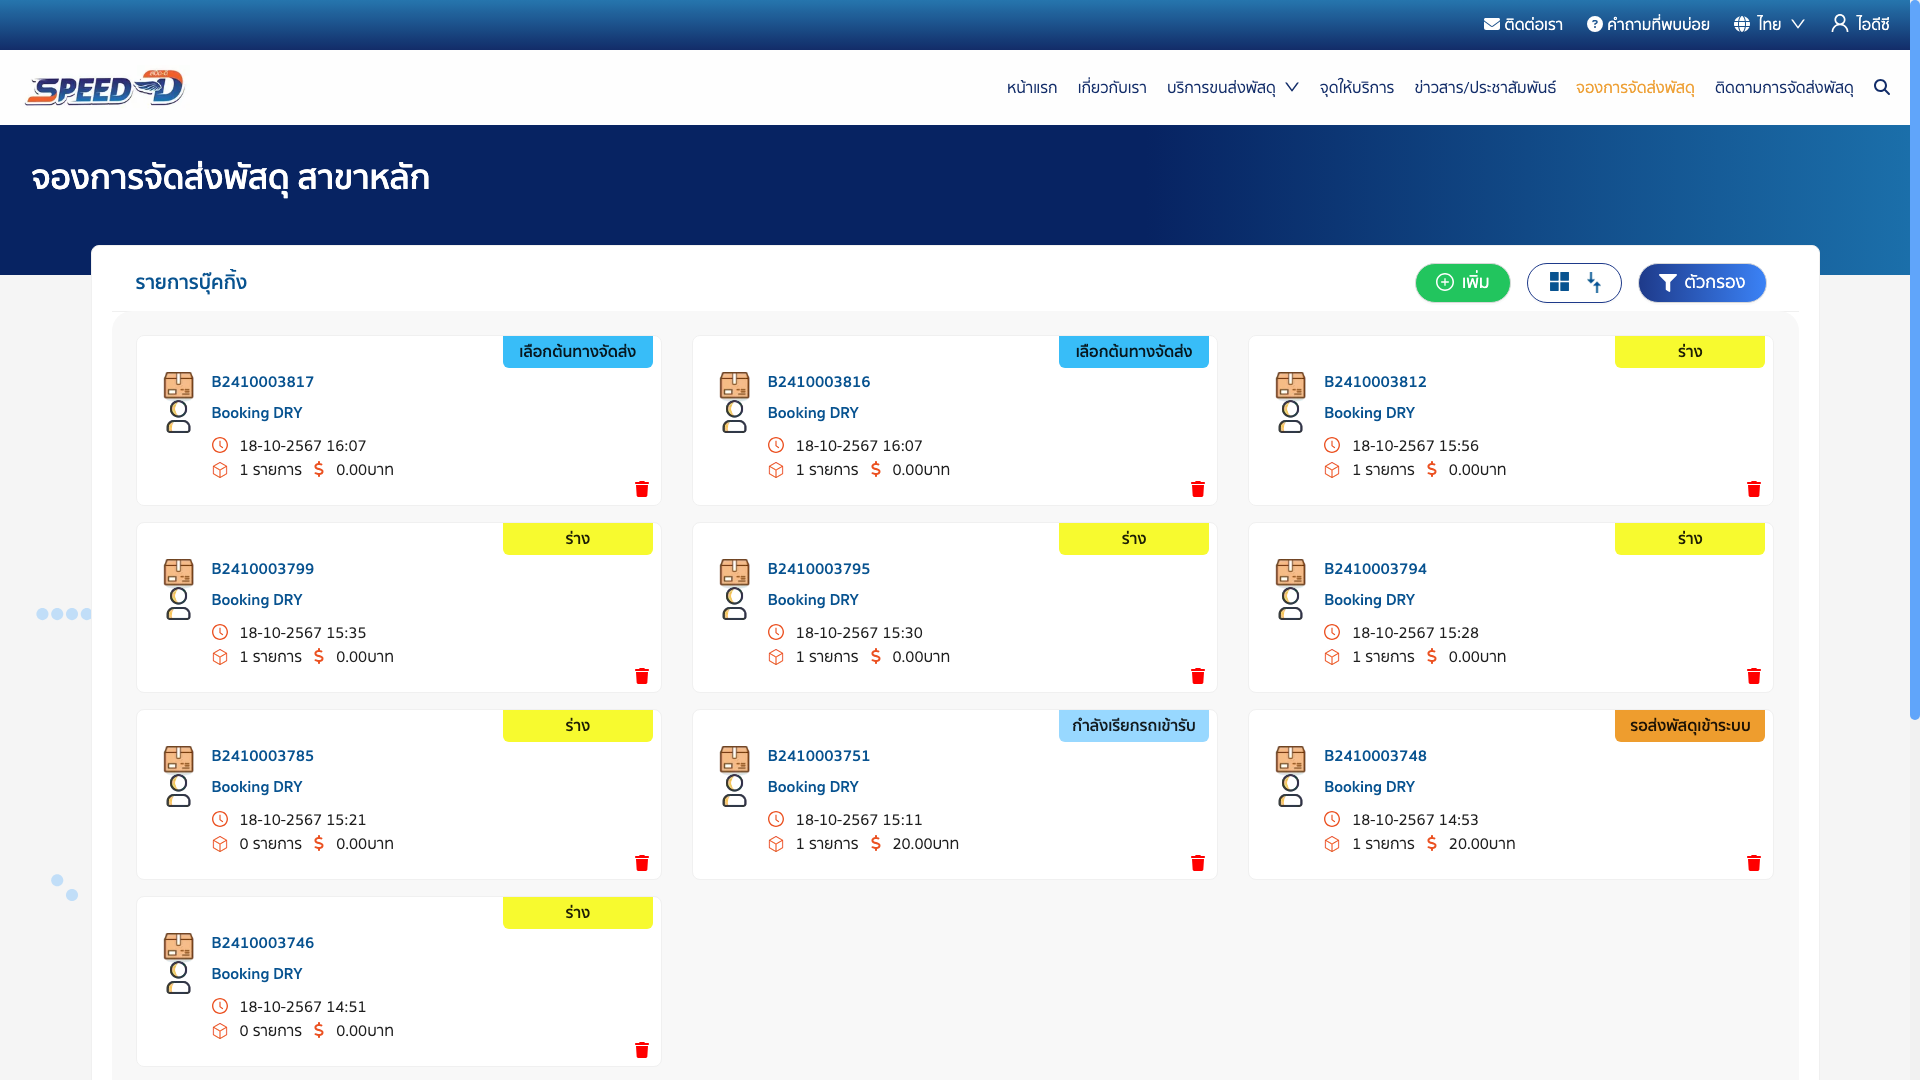 ติดต่อเรา คำถามที่พบบ่อย ไทย ไอดีซี
SPEED-D
หน้าแรก เกี่ยวกับเรา บริการขนส่งพัสดุ จุดให้บริการ ข่าวสาร/ประชาสัมพันธ์ จองการจัดส่งพัสดุ ติดตามการจัดส่งพัสดุ
จองการจัดส่งพัสดุ สาขาหลัก
รายการบุ๊คกิ้ง
เพิ่ม
ตัวกรอง
เลือกต้นทางจัดส่ง
B2410003817
Booking DRY
18-10-2567 16:07
1 รายการ $ 0.00บาท
เลือกต้นทางจัดส่ง
B2410003816
Booking DRY
18-10-2567 16:07
1 รายการ $ 0.00บาท
ร่าง
B2410003812
Booking DRY
18-10-2567 15:56
1 รายการ $ 0.00บาท
ร่าง
B2410003799
Booking DRY
18-10-2567 15:35
1 รายการ $ 0.00บาท
ร่าง
B2410003795
Booking DRY
18-10-2567 15:30
1 รายการ $ 0.00บาท
ร่าง
B2410003794
Booking DRY
18-10-2567 15:28
1 รายการ $ 0.00บาท
ร่าง
B2410003785
Booking DRY
18-10-2567 15:21
0 รายการ $ 0.00บาท
กำลังเรียกรถเข้ารับ
B2410003751
Booking DRY
18-10-2567 15:11
1 รายการ $ 20.00บาท
รอส่งพัสดุเข้าระบบ
B2410003748
Booking DRY
18-10-2567 14:53
1 รายการ $ 20.00บาท
ร่าง
B2410003746
Booking DRY
18-10-2567 14:51
0 รายการ $ 0.00บาท